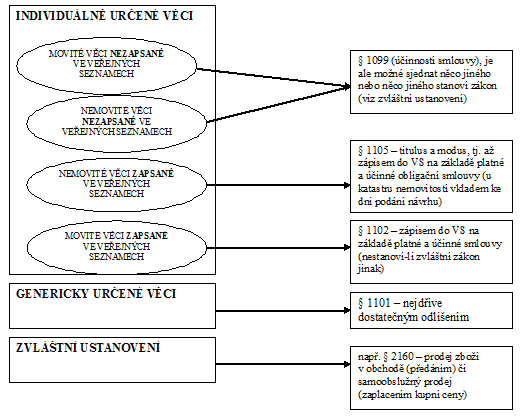 INDIVIDUÁLNĚ URČENÉ VĚCI
MOVITÉ VĚCI NEZAPSANÉ
VE VEŘEJNÝCH
SEZNAMECH
NEMOVITE VĚCI
NEZAPSANÉ VE
VEŘEJNÝCH SEZNAMECH
NEMOVITÉ VĚCI ZAPSANÉ
VE VEŘEJNÝCH
SEZNAMECH
MOVITÉ VĚCI ZAPSANÉ
VE VEŘEJNÝCH
SEZNAMECH
§ 1099 (účinností smlouvy), je
ale možné sjednat něco jiného
nebo něco jiného stanoví zákon
(viz zvláštní ustanovení)
§ 1105 – titulus a modus, tj. až
zápisem do VS na základě platné
a účinné obligační smlouvy (u
katastru nemovitostí vkladem ke
dni podání návrhu)
§ 1102 – zápisem do VS na
základě platné a účinné smlouvy
(nestanoví-li zvláštní zákon
jinak)
GENERICKY URČENÉ VĚCI
§ 1101 – nejdříve
dostatečným odlišením
ZVLÁŠTNÍ USTANOVENÍ
např. § 2160 – prodej zboží
v obchodě (předáním) či
samoobslužný prodej
(zaplacením kupní ceny)